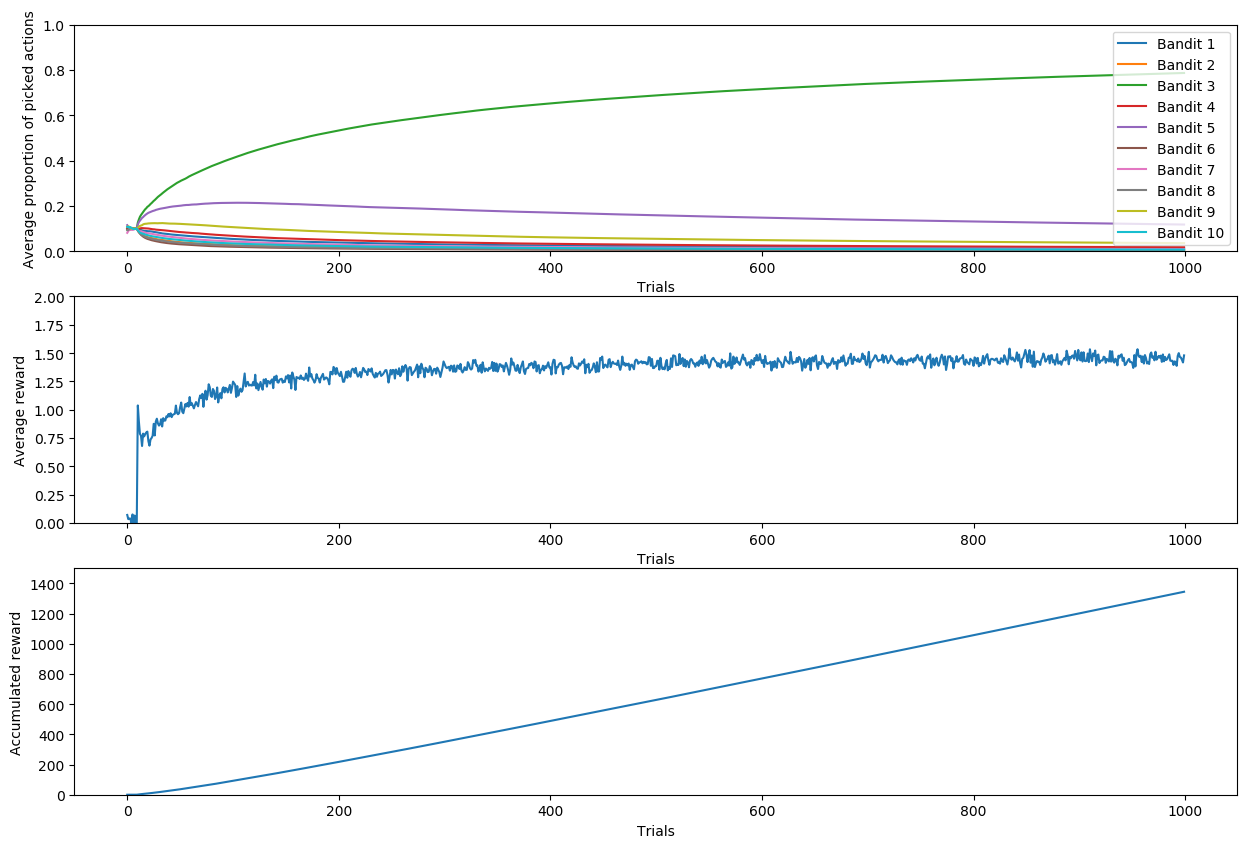 Average proportion of picked actions
1.0
0.8
0.6
0.4
0.2
0.0
Bandit 1
Bandit 2
Bandit 3
Bandit 4
Bandit 5
Bandit 6
Bandit 7
Bandit 8
Bandit 9
Bandit 10
0 200 400 600 800 1000
Trials
Average reward
2.00
1.75
1.50
1.25
1.00
0.75
0.50
0.25
0.00
0 200 400 600 800 1000
Trials
Accumulated reward
1400
1200
1000
800
600
400
200
0
0 200 400 600 800 1000
Trials